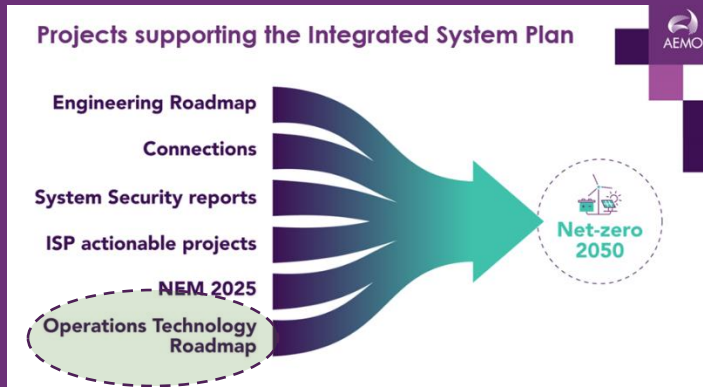 Projects supporting the Integrated System Plan
AEMO
Engineering Roadmap
Connections
System Security reports
ISP actionable projects
NEM 2025
Operations Technology
Roadmap
Net-zero
2050